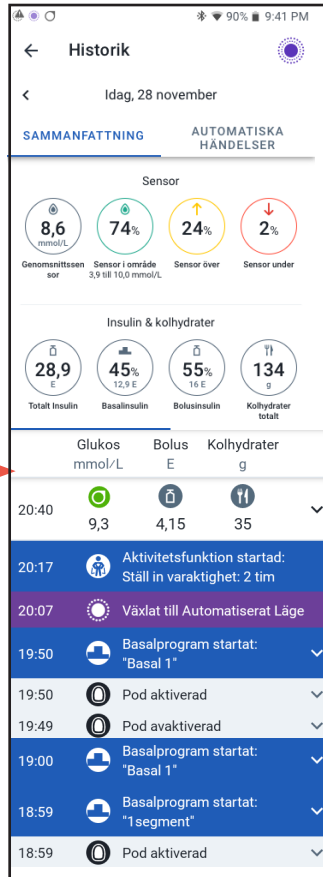 90% 9:41 PM
Historik
Idag, 28 november
SAMMANFATTNING
AUTOMATISKA
HÄNDELSER
Sensor
8,6
mmol/L
74%
24%
2%
Genomsnittssen
sor
Sensor i område
3,9 till 10,0 mmol/L
Sensor över
Sensor under
Insulin & kolhydrater
28,9
E
45%
12,9 E
55%
16 E
134
g
Totalt Insulin
Basalinsulin
Bolusinsulin
Kolhydrater
totalt
Glukos Bolus Kolhydrater
mmol/L E g
20:40
9,3 4,15 35
20:17 Aktivitetsfunktion startad:
Ställ in varaktighet: 2 tim
20:07 Växlat till Automatiserat Läge
19:50 Basalprogram startat:
"Basal 1"
19:50 Pod aktiverad
19:49 Pod avaktiverad
19:00 Basalprogram startat:
"Basal 1"
18:59 Basalprogram startat:
"1segment"
18:59 Pod aktiverad